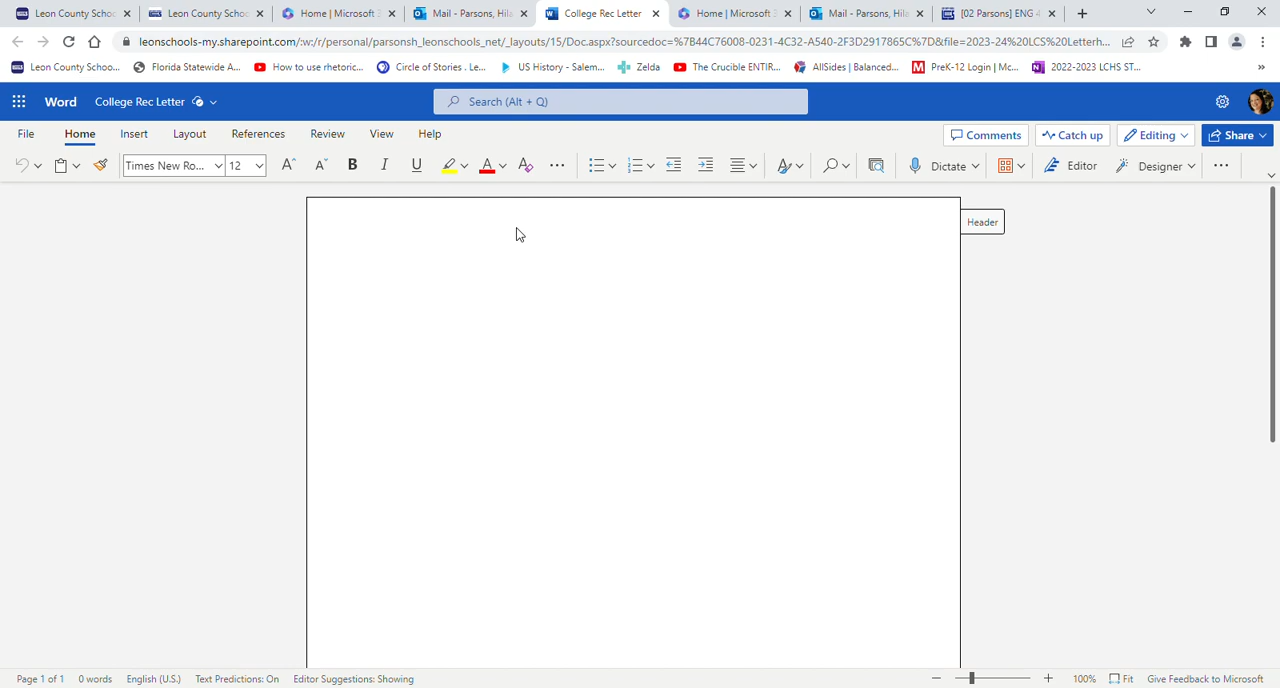 Leon County Schoo
Leon County Schoo
Home | Microsoft 3
Mail - Parsons, Hila
College Rec Letter
Home | Microsoft 3
Mail - Parsons, Hila
[02 Parsons] ENG 4
leonschools-my.sharepoint.com/:w:/r/personal/parsonsh_leonschools_net/_layouts/15/Doc.aspx?sourcedoc=%7B44C76008-0231-4C32-A540-2F3D2917865C%7D&file=2023-24%20LCS%20Letterh...
Leon County Schoo...
Florida Statewide A...
How to use rhetoric...
Circle of Stories . Le...
US History - Salem...
Zelda
The Crucible ENTIR...
AllSides | Balanced...
PreK-12 Login | Mc...
2022-2023 LCHS ST...
»
Word
College Rec Letter
Search (Alt + Q)
File
Home
Insert
Layout
References
Review
View
Help
Comments
Catch up
Editing
Share
Times New Ro...
12
Dictate
Editor
Designer
Header
Page 1 of 1
0 words
English (U.S.)
Text Predictions: On
Editor Suggestions: Showing
100%
Fit
Give Feedback to Microsoft